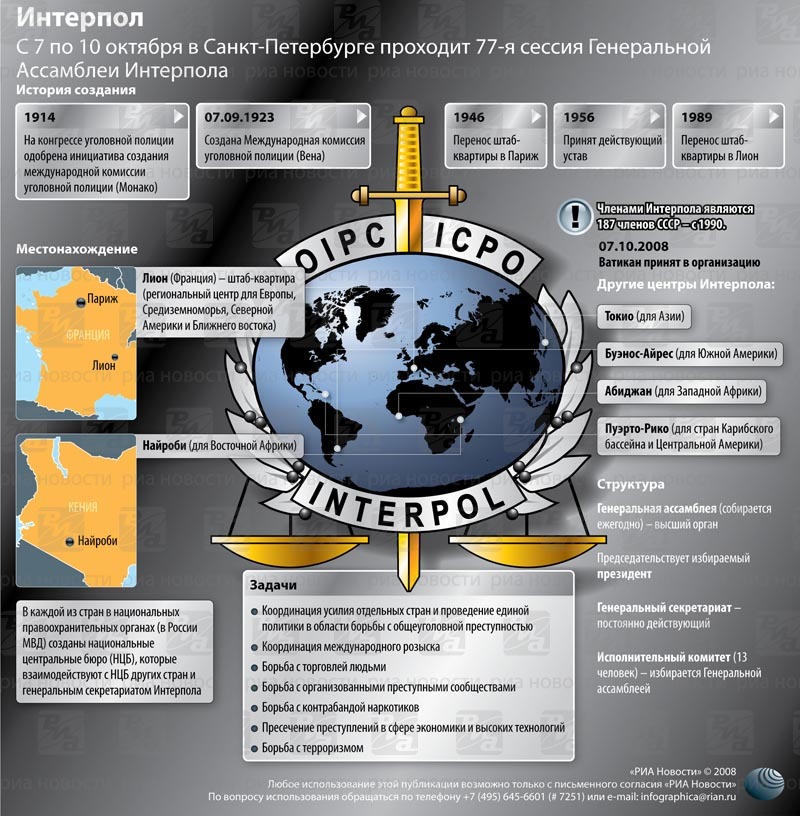 Интерпол
С 7 по 10 октября в Санкт-Петербурге проходит 77-я сессия Генеральной
Ассамблеи Интерпола
История создания
1914
На конгрессе уголовной полиции
одобрена инициатива создания
международной комиссии
уголовной полиции (Монако)
07.09.1923
Создана Международная комиссия
уголовной полиции (Вена)
1946
Перенос штаб-
квартиры в Париж
1956
Принят действующий
устав
1989
Перенос штаб-
квартиры в Лион
Членами Интерпола являются
187 членов СССР – с 1990.
07.10.2008
Ватикан принят в организацию
Местонахождение
Париж
ФРАНЦИЯ
Лион
Лион (Франция) – штаб-квартира
(региональный центр для Европы,
Средиземноморья, Северной
Америки и Ближнего востока)
КЕНИЯ
Найроби
Найроби (для Восточной Африки)
OIPC ICPO
INTERPOL
Другие центры Интерпола:
Токио (для Азии)
Буэнос-Айрес (для Южной Америки)
Абиджан (для Западной Африки)
Пуэрто-Рико (для стран Карибского
бассейна и Центральной Америки)
Структура
Генеральная ассамблея (собирается
ежегодно) – высший орган
Председательствует избираемый
президент
Генеральный секретариат –
постоянно действующий
Исполнительный комитет (13
человек) – избирается Генеральной
ассамблеей
В каждой из стран в национальных
правоохранительных органах (в России
МВД) созданы национальные
центральные бюро (НЦБ), которые
взаимодействуют с НЦБ других стран и
генеральным секретариатом Интерпола
Задачи
Координация усилия отдельных стран и проведение единой
политики в области борьбы с общеуголовной преступностью
Координация международного розыска
Борьба с торговлей людьми
Борьба с организованными преступными сообществами
Борьба с контрабандой наркотиков
Пресечение преступлений в сфере экономики и высоких технологий
Борьба с терроризмом
«РИА Новости» © 2008
Любое использование этой публикации возможно только с письменного согласия «РИА Новости»
По вопросу использования обращаться по телефону +7 (495) 645-6601 (# 7251) или e-mail: infographica@rian.ru